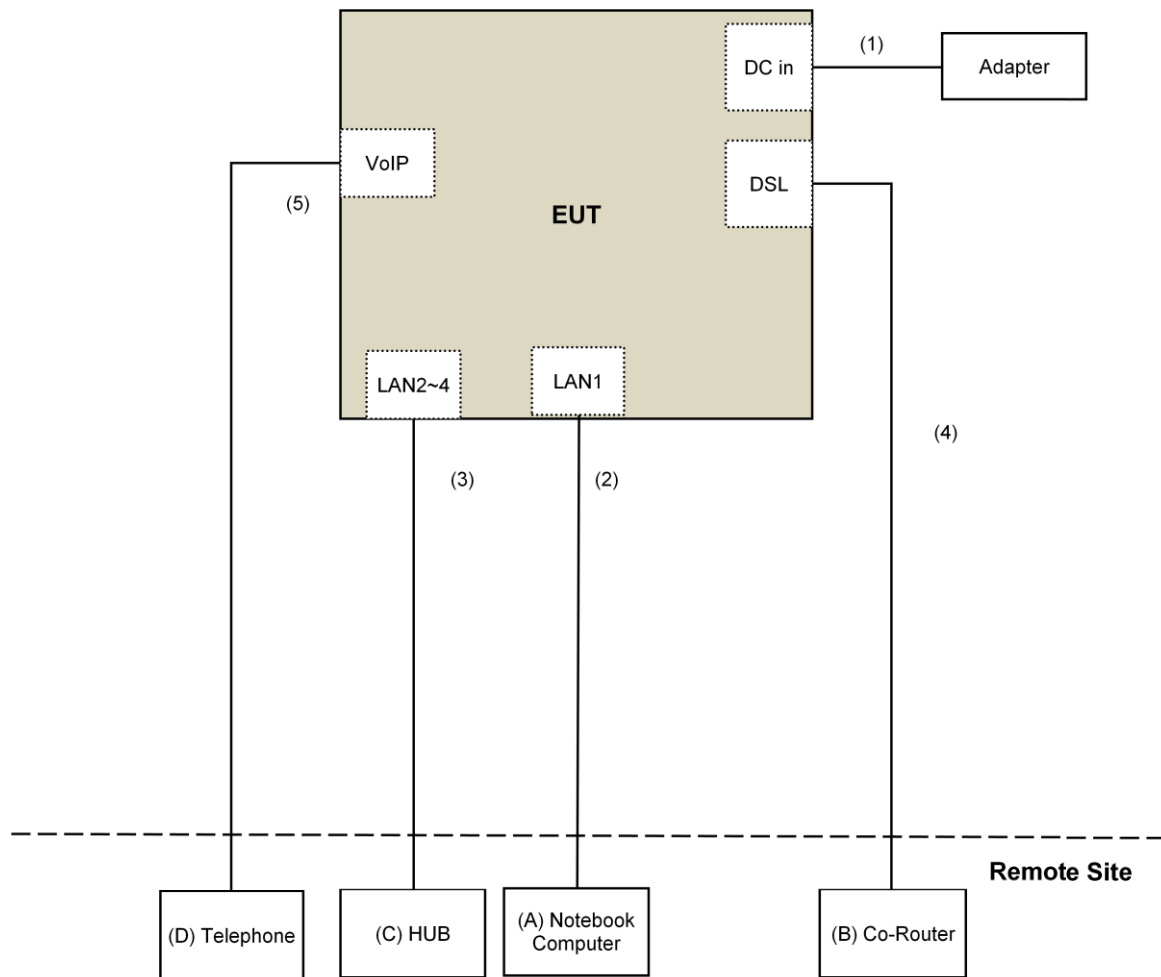 DC in
(1)
Adapter
VoIP
DSL
(5)
EUT
LAN2~4
LAN1
(4)
(3)
(2)
Remote Site
(D) Telephone
(C) HUB
(A) Notebook
Computer
(B) Co-Router